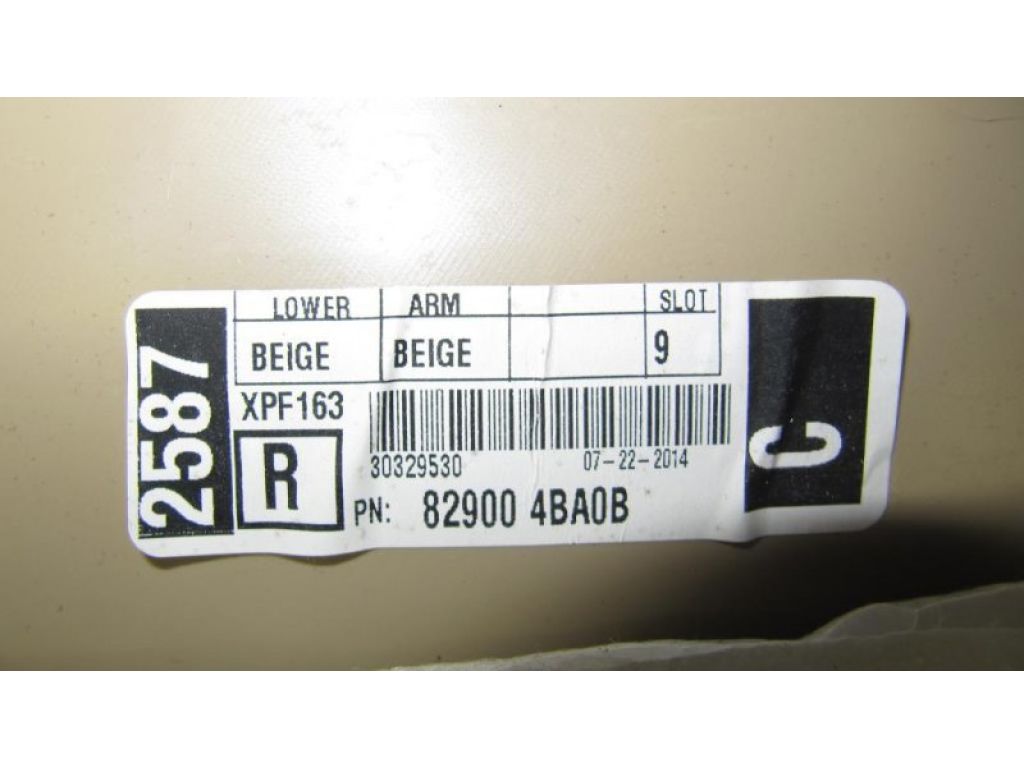 2587
LOWER ARM SLOT
BEIGE BEIGE 9
XPF163
R
30329530 07-22-2014
PN: 82900 4BA0B
C